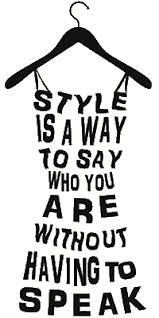 STYLE
IS A WAY
TO SAY
WHO YOU
ARE
WITHOUT
HAVING TO
SPEAK